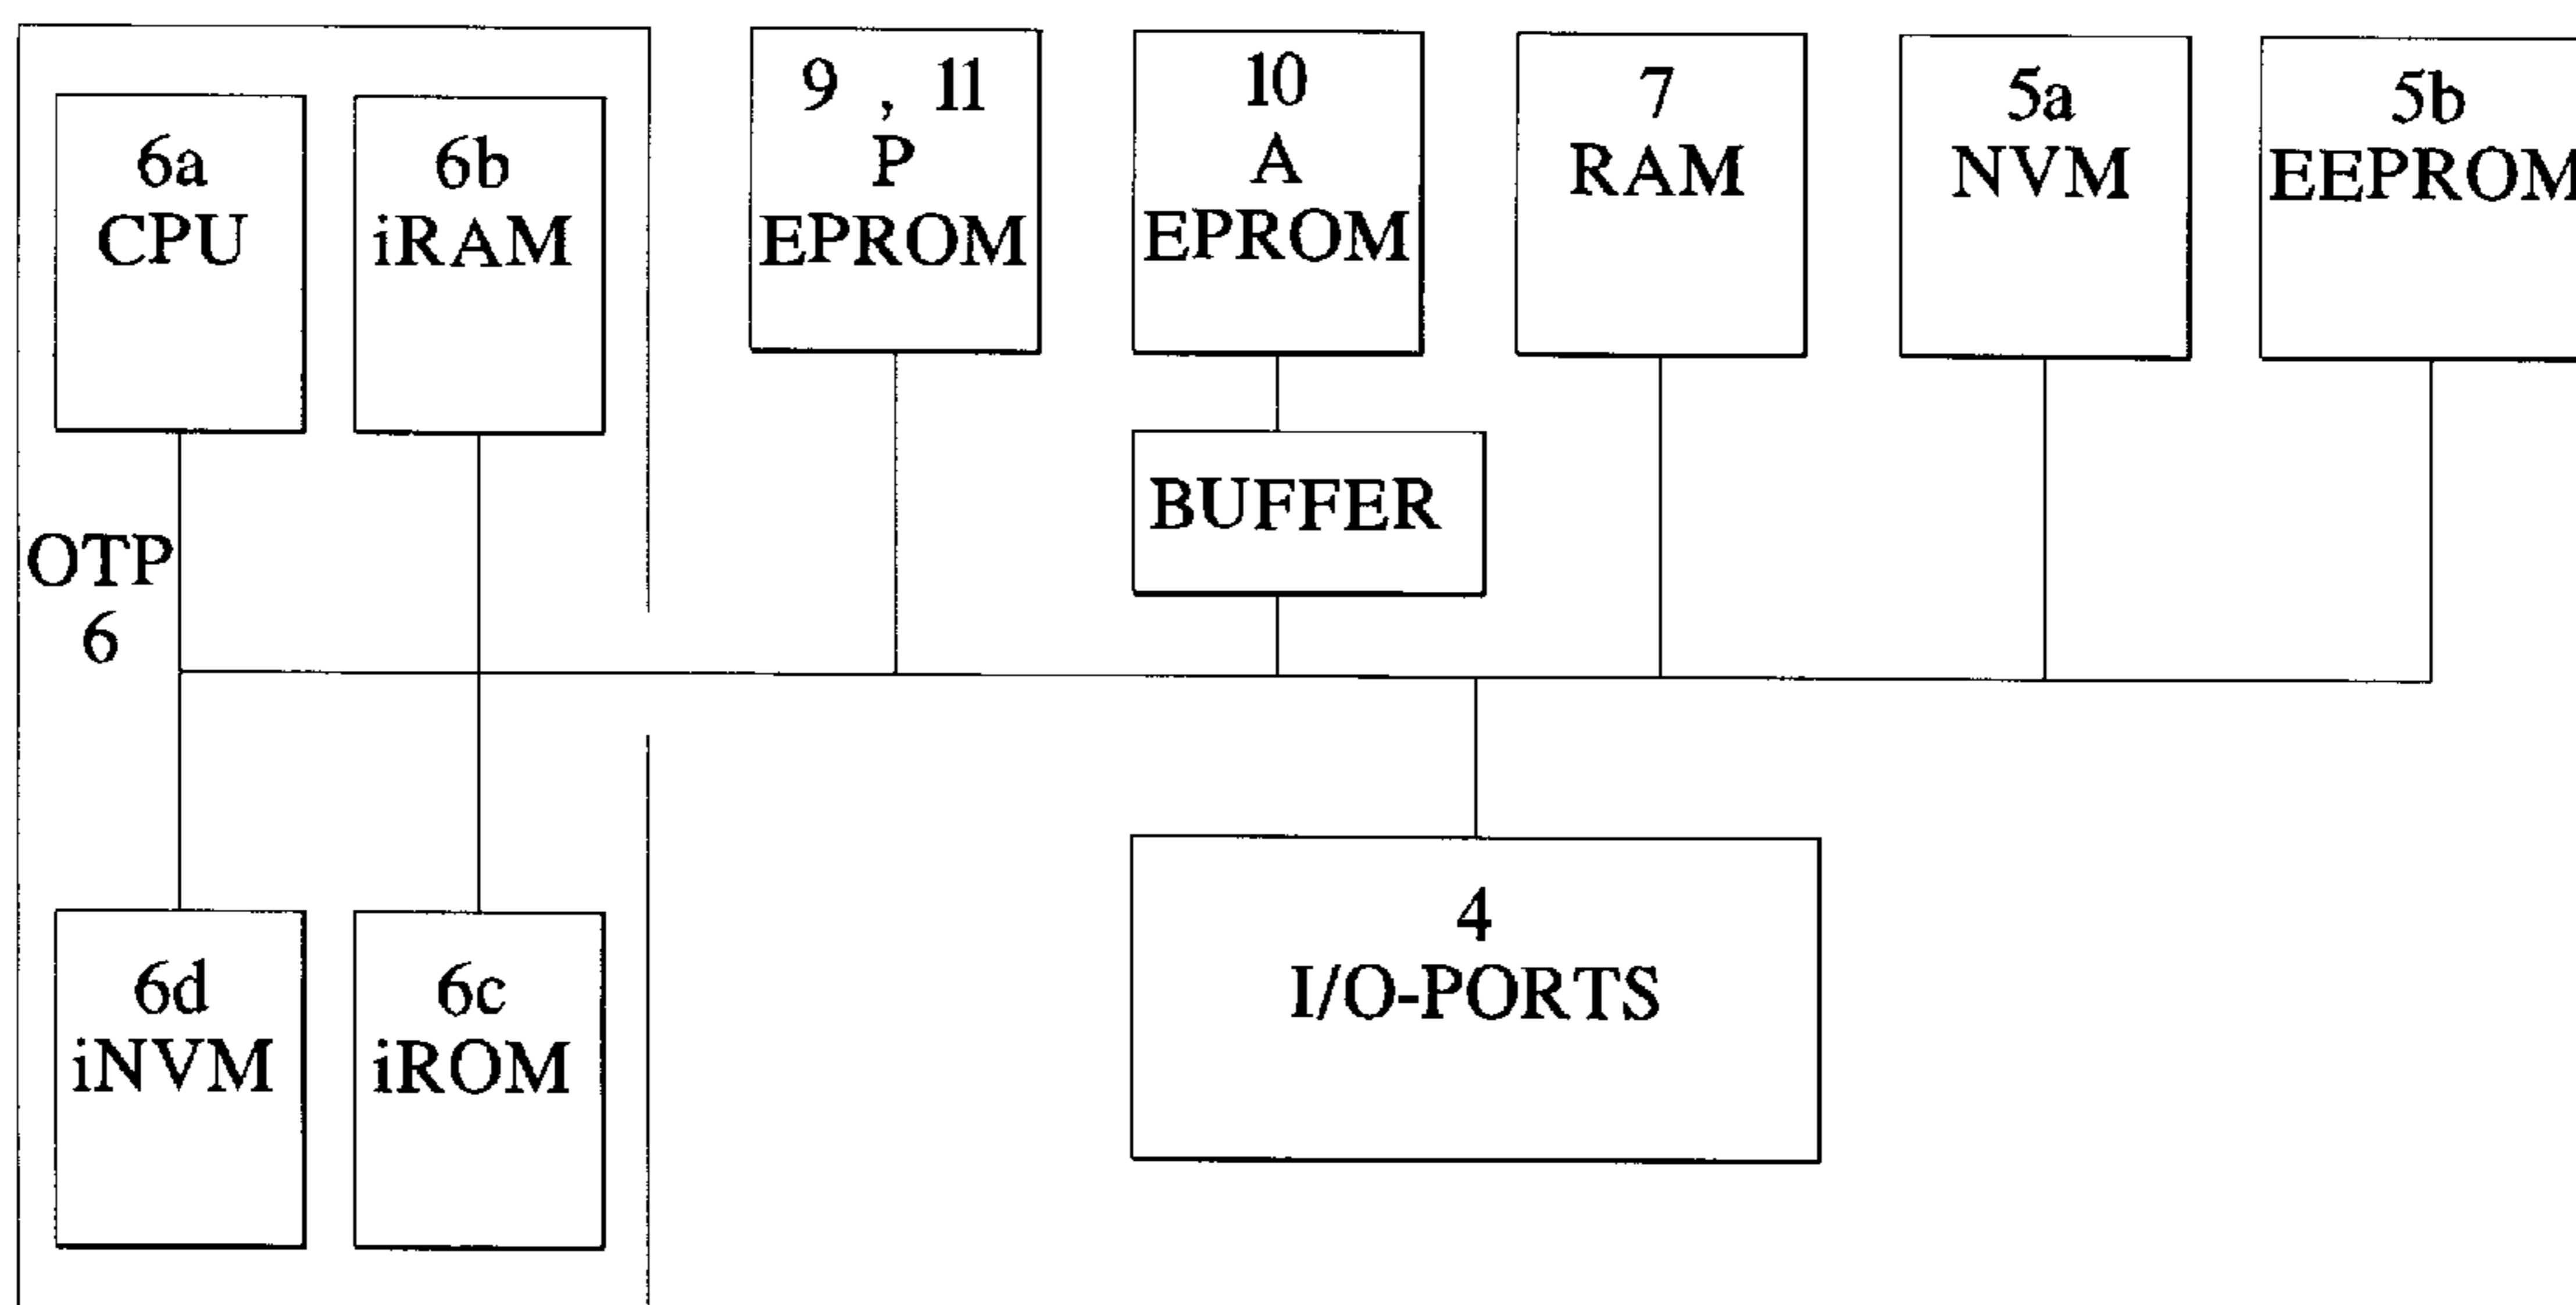 6a
CPU
6b
iRAM
9 , 11
P
EPROM
10
A
EPROM
7
RAM
5a
NVM
5b
EEPROM
BUFFER
OTP
6
6d
iNVM
6c
iROM
4
I/O-PORTS